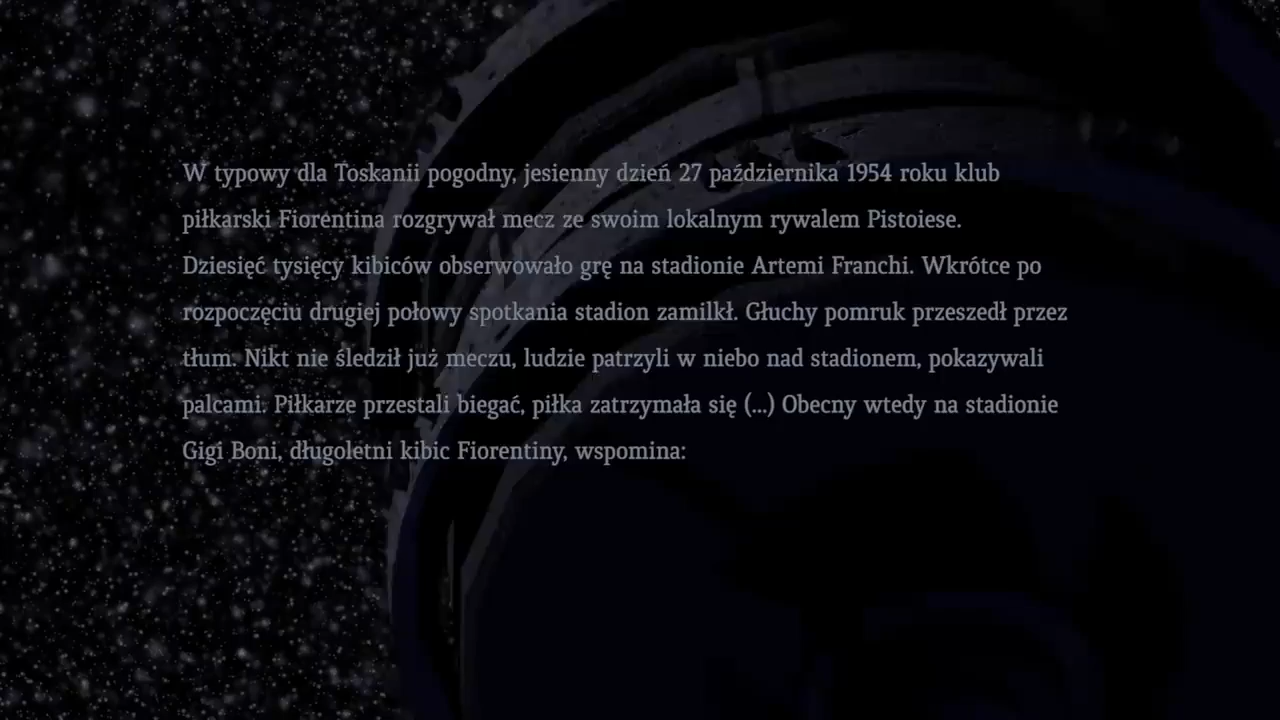 W typowy dla Toskanii pogodny, jesienny dzień 27 października 1954 roku klub
piłkarski Fiorentina rozgrywał mecz ze swoim lokalnym rywalem Pistoiese.
Dziesięć tysięcy kibiców obserwowało grę na stadionie Artemi Franchi. Wkrótce po
rozpoczęciu drugiej połowy spotkania stadion zamilkł. Głuchy pomruk przeszedł przez
tłum. Nikt nie śledził już meczu, ludzie patrzyli w niebo nad stadionem, pokazywali
palcami. Piłkarze przestali biegać, piłka zatrzymała się (...) Obecny wtedy na stadionie
Gigi Boni, długoletni kibic Fiorentiny, wspomina: